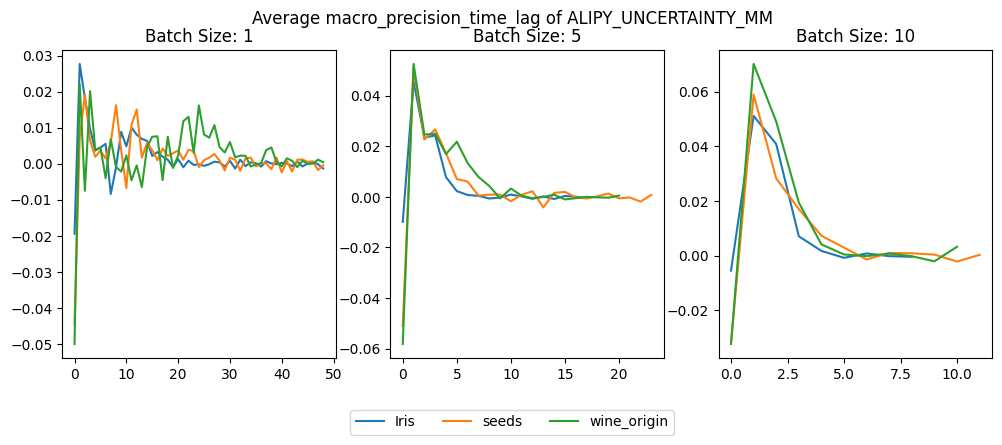 Average macro_precision_time_lag of ALIPY_UNCERTAINTY_MM
Batch Size: 1
0.03
0.02
0.01
0.00
−0.01
−0.02
−0.03
−0.04
−0.05
0 10 20 30 40 50
Batch Size: 5
0.04
0.02
0.00
−0.02
−0.04
−0.06
0 5 10 15 20
Batch Size: 10
0.06
0.04
0.02
0.00
−0.02
0.0 2.5 5.0 7.5 10.0
Iris seeds wine_origin